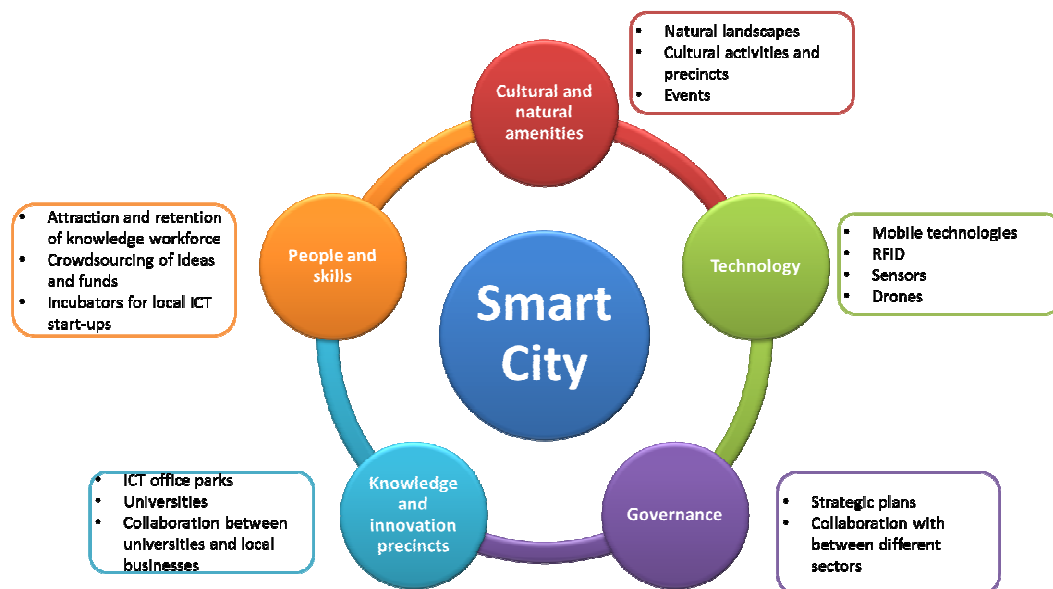 Cultural and
natural
amenities
• Natural landscapes
• Cultural activities and
precincts
• Events
Technology
• Mobile technologies
• RFID
• Sensors
• Drones
Governance
• Strategic plans
• Collaboration with
between different
sectors
Knowledge
and
innovation
precincts
• ICT office parks
• Universities
• Collaboration between
universities and local
businesses
People and
skills
• Attraction and retention
of knowledge workforce
• Crowdsourcing of ideas
and funds
• Incubators for local ICT
start-ups
Smart
City